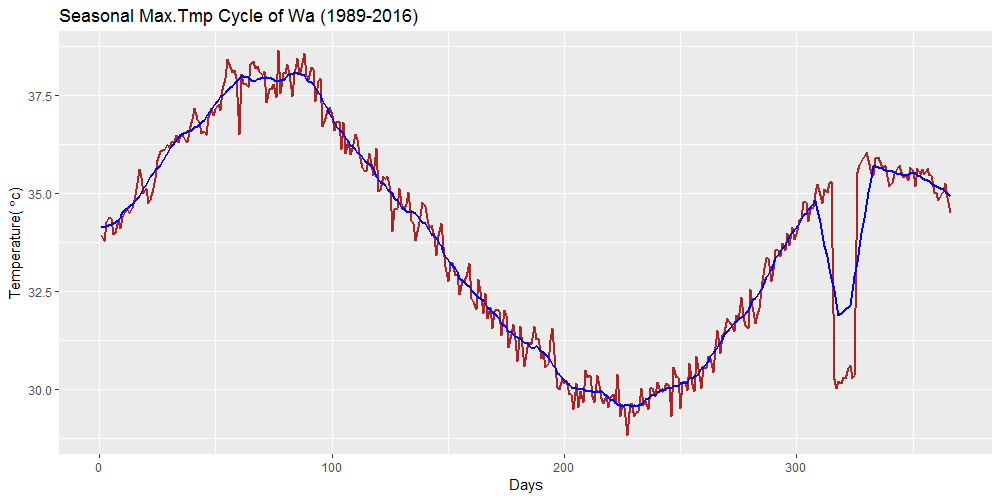 Seasonal Max.Tmp Cycle of Wa (1989-2016)
Temperature( °c)
37.5
35.0
32.5
30.0
0
100
200
300
Days